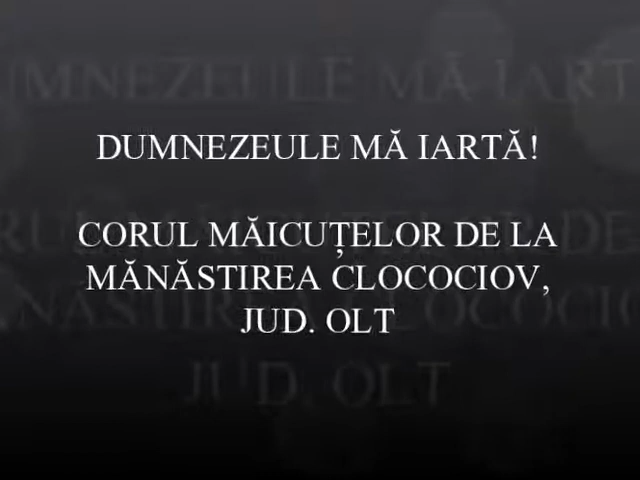 DUMNEZEULE MĂ IARTĂ!
CORUL MĂICUȚELOR DE LA
MĂNĂSTIREA CLOCOCIOV,
JUD. OLT